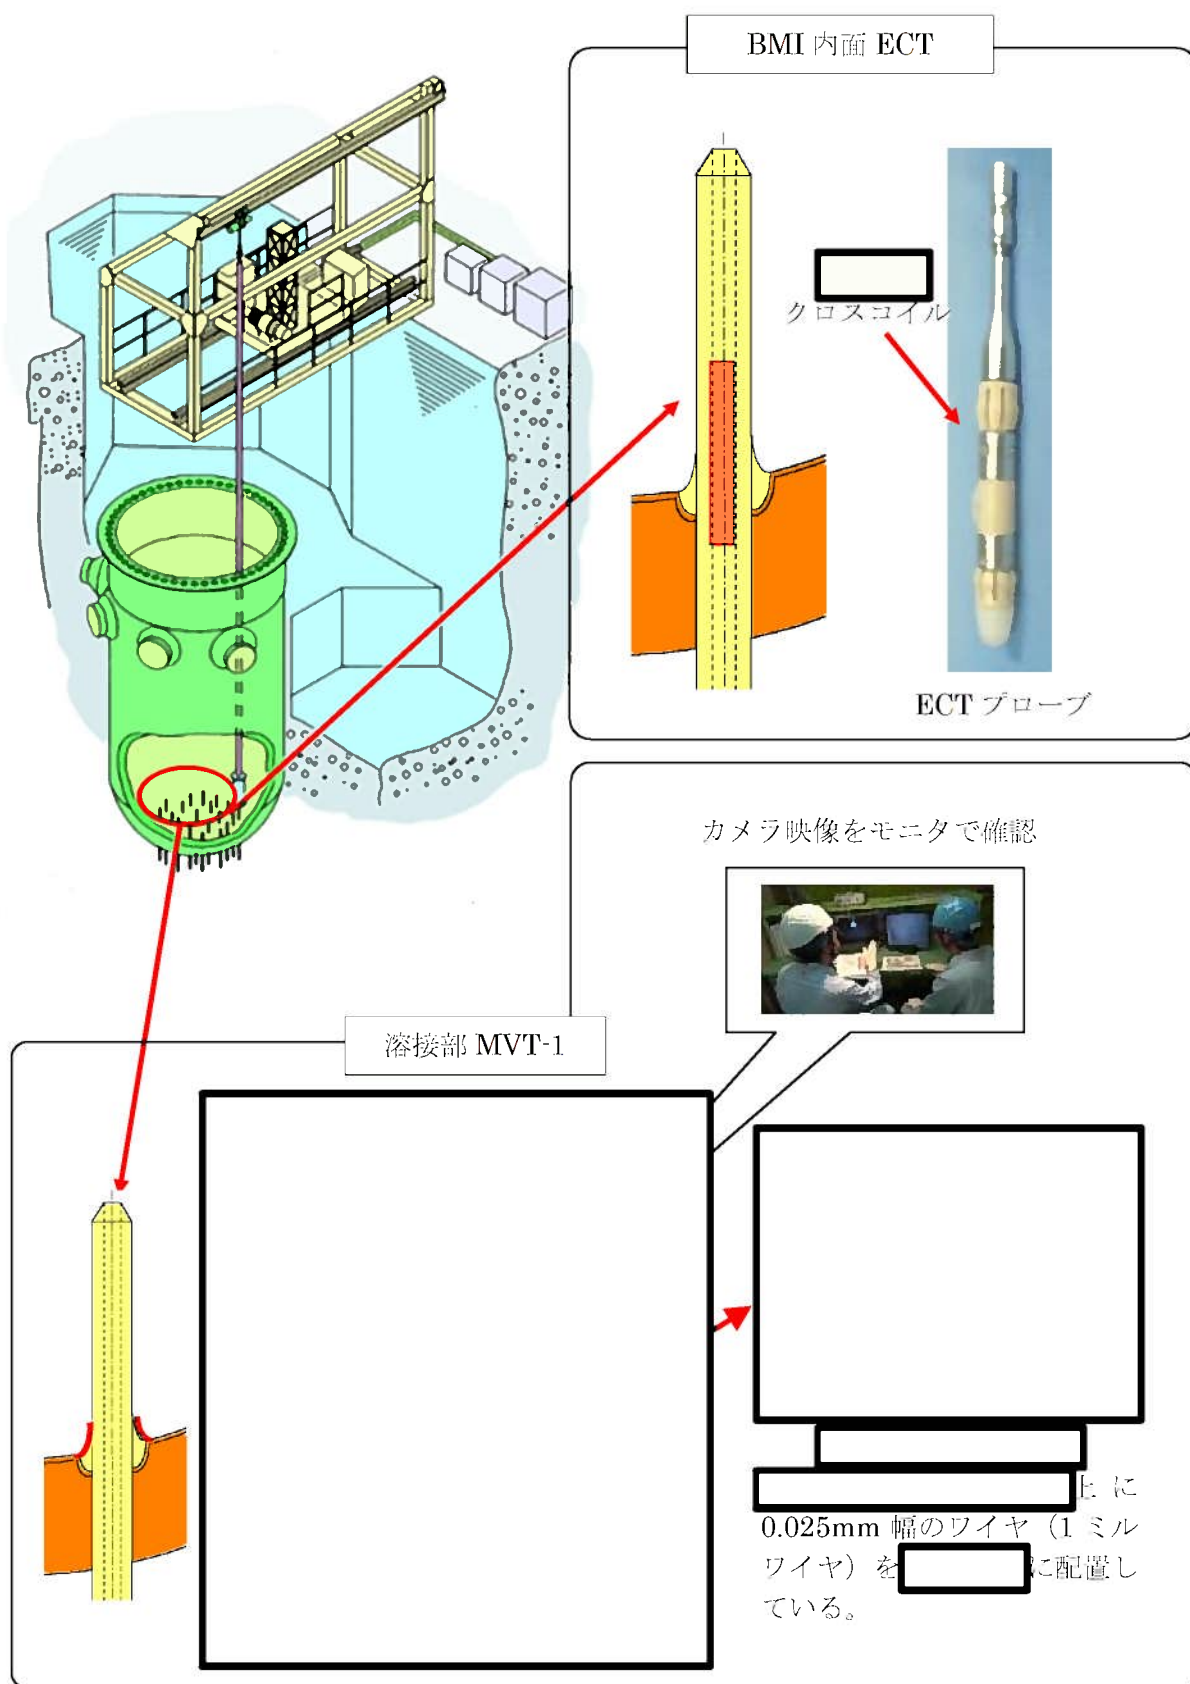 BMI 内面 ECT
クロスコイル
ECT プローブ
カメラ映像をモニタで確認
溶接部 MVT-1
上に
0.025mm 幅のワイヤ（1 ミル
ワイヤ）を に配置し
ている。